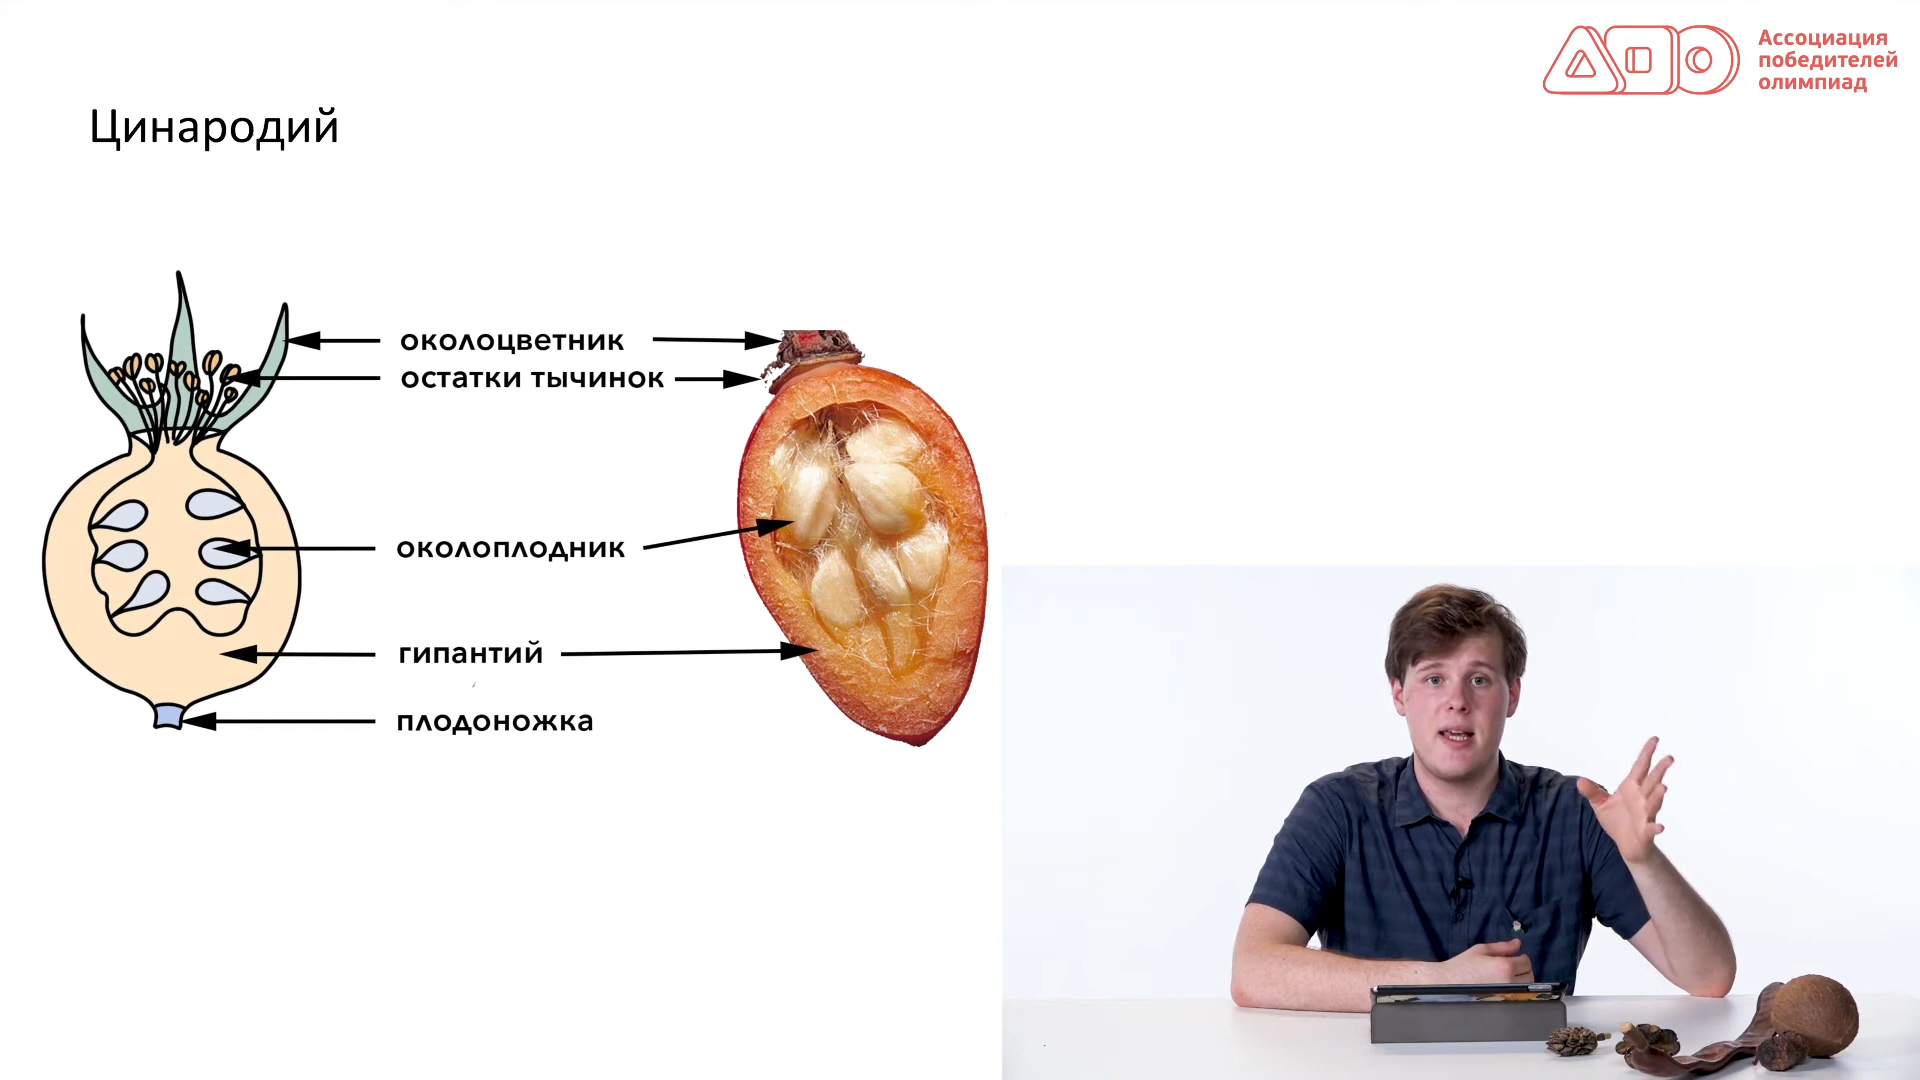 Ассоциация
победителей
олимпиад
Цинародий
околоцветник
остатки тычинок
околоплодник
гипантий
плодоножка